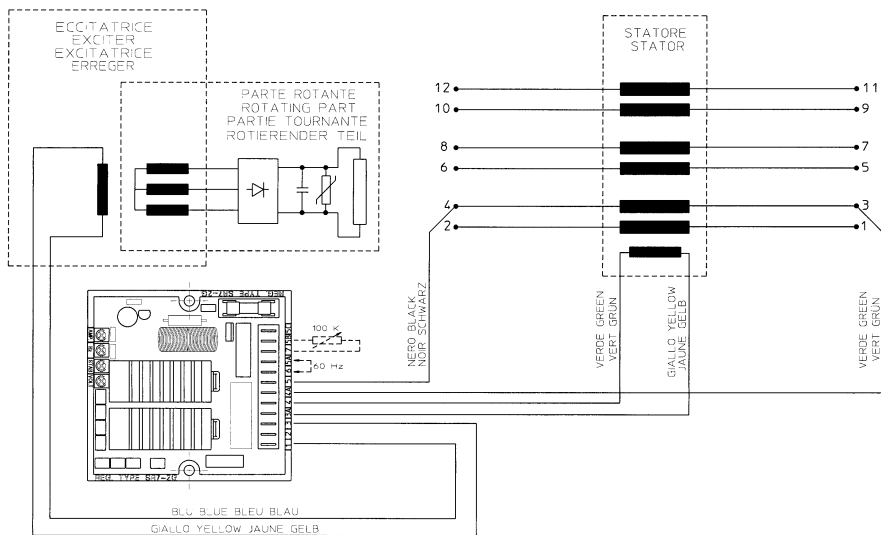 ECCITATRICE
EXCITER
EXCITATRICE
ERREGER
PARTE ROTANTE
ROTATING PART
PARTIE TOURNANTE
ROTIERENDER TEIL
STATORE
STATOR
12
11
10
9
8
7
6
5
4
3
2
1
NERO BLACK
NOIR SCHWARZ
VERDE GREEN
VERT GRÜN
GIALLO YELLOW
JAUNE GELB
VERDE GREEN
VERT GRÜN
REG. TYPE SR7-2G
100 K
60 Hz
REG. TYPE SR7-2G
BLU BLUE BLEU BLAU
GIALLO YELLOW JAUNE GELB